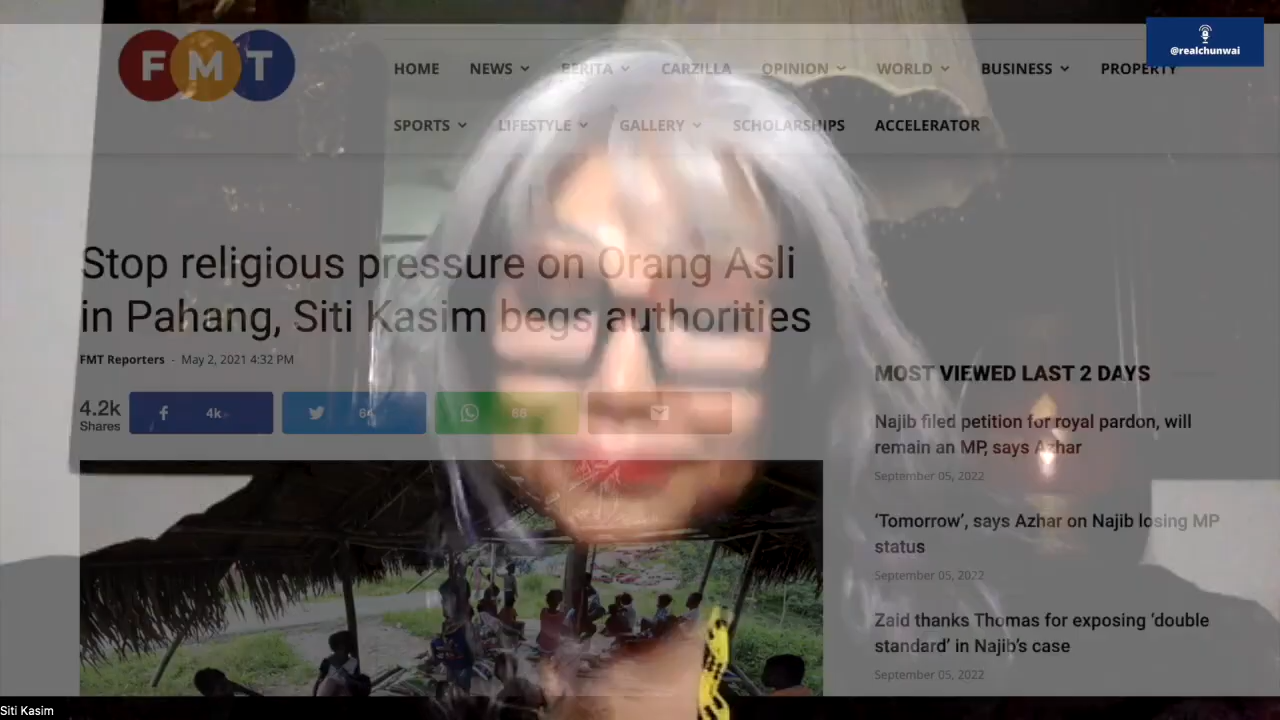 @realchunwai
FMT
HOME NEWS BERITA CARZILLA OPINION WORLD BUSINESS PROPERTY
SPORTS LIFESTYLE GALLERY SCHOLARSHIPS ACCELERATOR
Stop religious pressure on Orang Asli
in Pahang, Siti Kasim begs authorities
FMT Reporters - May 2, 2021 4:32 PM
4.2k
Shares
4k
64
66
MOST VIEWED LAST 2 DAYS
Najib filed petition for royal pardon, will
remain an MP, says Azhar
September 05, 2022
‘Tomorrow’, says Azhar on Najib losing MP
status
September 05, 2022
Zaid thanks Thomas for exposing ‘double
standard’ in Najib’s case
September 05, 2022
Siti Kasim